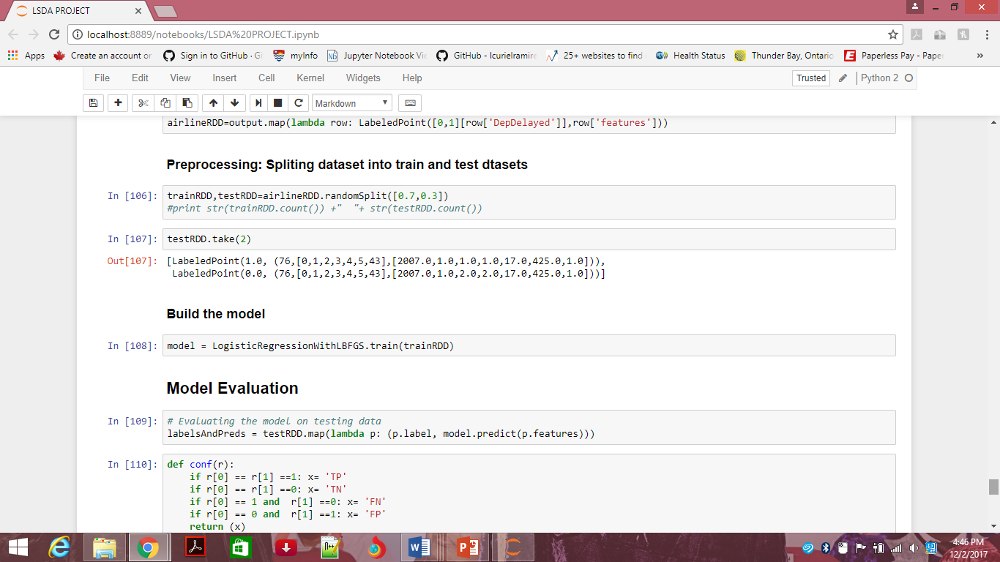 LSDA PROJECT
localhost:8889/notebooks/LSDA%20PROJECT.ipynb
Apps Create an account or Sign in to GitHub · Gi myInfo Jupyter Notebook Vie GitHub - lcurielramire 25+ websites to find Health Status Thunder Bay, Ontario Paperless Pay - Pape »
File Edit View Insert Cell Kernel Widgets Help Trusted Python 2
Markdown
airlineRDD=output.map(lambda row: LabeledPoint([0,1][row['DepDelayed']],row['features']))
Preprocessing: Spliting dataset into train and test dtasets
In [106]: trainRDD,testRDD=airlineRDD.randomSplit([0.7,0.3])
#print str(trainRDD.count()) +"  "+ str(testRDD.count())
In [107]: testRDD.take(2)
Out[107]: [LabeledPoint(1.0, (76,[0,1,2,3,4,5,43],[2007.0,1.0,1.0,1.0,17.0,425.0,1.0])),
 LabeledPoint(0.0, (76,[0,1,2,3,4,5,43],[2007.0,1.0,2.0,2.0,17.0,425.0,1.0]))]
Build the model
In [108]: model = LogisticRegressionWithLBFGS.train(trainRDD)
Model Evaluation
In [109]: # Evaluating the model on testing data
labelsAndPreds = testRDD.map(lambda p: (p.label, model.predict(p.features)))
In [110]: def conf(r):
    if r[0] == r[1] ==1: x= 'TP'
    if r[0] == r[1] ==0: x= 'TN'
    if r[0] == 1 and  r[1] ==0: x= 'FN'
    if r[0] == 0 and  r[1] ==1: x= 'FP'
    return (x)
4:46 PM
12/2/2017